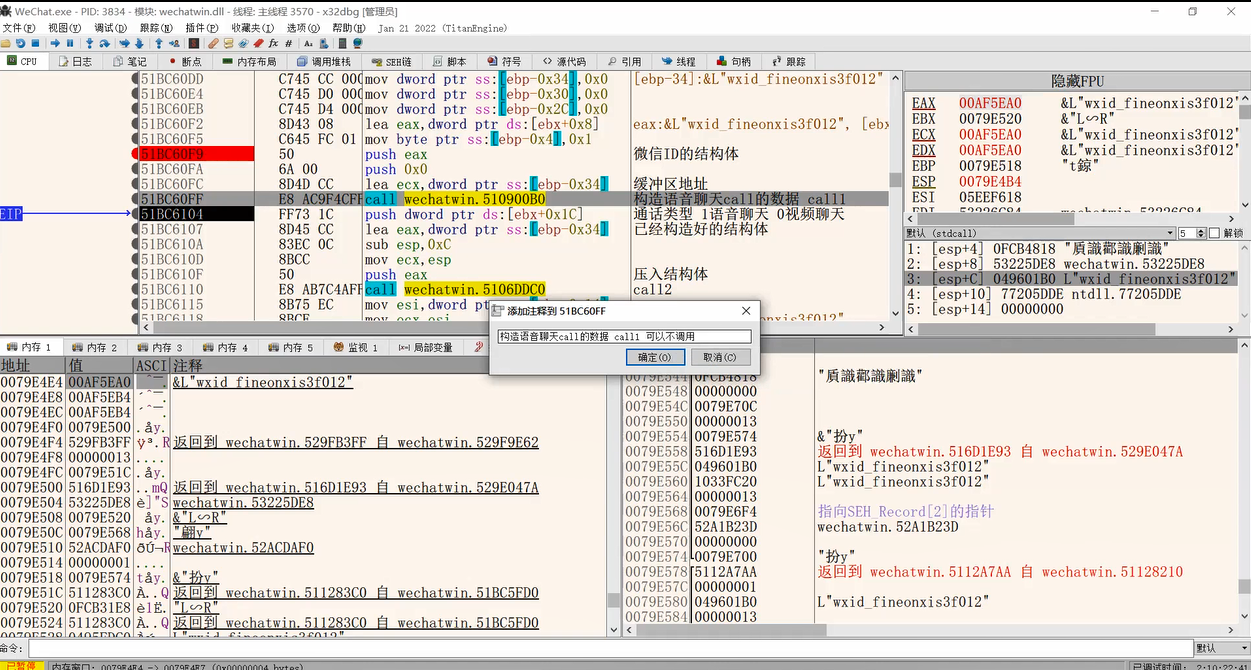 WeChat.exe - PID: 3834 - 模块: wechatwin.dll - 线程: 主线程 3570 - x32dbg [管理员]
文件(F) 视图(V) 调试(D) 跟踪(N) 插件(P) 收藏夹(I) 选项(O) 帮助(H) Jan 21 2022 (TitanEngine)
CPU 日志 笔记 断点 内存布局 调用堆栈 SEH链 脚本 符号 源代码 引用 线程 句柄 跟踪
51BC60DD C745 CC 000 mov dword ptr ss:[ebp-0x34],0x0 [ebp-34]:&L"wxid_fineonxis3f012"
51BC60E4 C745 D0 000 mov dword ptr ss:[ebp-0x30],0x0
51BC60EB C745 D4 000 mov dword ptr ss:[ebp-0x2C],0x0
51BC60F2 8D43 08 lea eax,dword ptr ds:[ebx+0x8] eax:&L"wxid_fineonxis3f012", [ebx
51BC60F5 C645 FC 01 mov byte ptr ss:[ebp-0x4],0x1
51BC60F9 50 push eax 微信ID的结构体
51BC60FA 6A 00 push 0x0
51BC60FC 8D4D CC lea ecx,dword ptr ss:[ebp-0x34] 缓冲区地址
51BC60FF E8 AC9F4CFF call wechatwin.510900B0 构造语音聊天call的数据 call1
EIP 51BC6104 FF73 1C push dword ptr ds:[ebx+0x1C] 通话类型 1语音聊天 0视频聊天
51BC6107 8D45 CC lea eax,dword ptr ss:[ebp-0x34] 已经构造好的结构体
51BC610A 83EC 0C sub esp,0xC
51BC610D 8BCC mov ecx,esp
51BC610F 50 push eax 压入结构体
51BC6110 E8 AB7C4AFF call wechatwin.5106DDC0 call2
51BC6115 8B75 EC mov esi,dword pt
51BC6118 8BCE
隐藏FPU
EAX 00AF5EA0 &L"wxid_fineonxis3f012'
EBX 0079E520 &"L∽R"
ECX 00AF5EA0 &L"wxid_fineonxis3f012'
EDX 00AF5EA0 &L"wxid_fineonxis3f012'
EBP 0079E518
ESP 0079E4B4
ESI 05EEF618
默认 (stdcall) 5 解锁
1: [esp+4] 0FCB4818
2: [esp+8] 53225DE8 wechatwin.53225DE8
3: [esp+C] 049601B0 L"wxid_fineonxis3f012"
4: [esp+10] 77205DDE ntdll.77205DDE
5: [esp+14] 00000000
添加注释到 51BC60FF
构造语音聊天call的数据 call1 可以不调用
确定(O) 取消(C)
内存 1 内存 2 内存 3 内存 4 内存 5 监视 1 局部变量
地址 值 ASCI 注释
0079E4E4 00AF5EA0 &L"wxid_fineonxis3f012"
0079E4E8 00AF5EB4
0079E4EC 00AF5EB4
0079E4F0 0079E500
0079E4F4 529FB3FF 返回到 wechatwin.529FB3FF 自 wechatwin.529F9E62
0079E4F8 00000013
0079E4FC 0079E51C
0079E500 516D1E93 返回到 wechatwin.516D1E93 自 wechatwin.529E047A
0079E504 53225DE8 wechatwin.53225DE8
0079E508 0079E520 &"L∽R"
0079E50C 0079E568
0079E510 52ACDAF0 wechatwin.52ACDAF0
0079E514 00000001
0079E518 0079E574 &"扮y"
0079E51C 511283C0 返回到 wechatwin.511283C0 自 wechatwin.51BC5FD0
0079E520 0FCB31E8 "L∽R"
0079E524 511283C0 返回到 wechatwin.511283C0 自 wechatwin.51BC5FD0
0079E544 0FCB4818
0079E548 00000000
0079E54C 0079E70C
0079E550 00000013
0079E554 0079E574 &"扮y"
0079E558 516D1E93 返回到 wechatwin.516D1E93 自 wechatwin.529E047A
0079E55C 049601B0 L"wxid_fineonxis3f012"
0079E560 1033FC20 L"wxid_fineonxis3f012"
0079E564 00000013
0079E568 0079E6F4 指向SEH_Record[2]的指针
0079E56C 52A1B23D wechatwin.52A1B23D
0079E570 00000000
0079E574 0079E700 "扮y"
0079E578 5112A7AA 返回到 wechatwin.5112A7AA 自 wechatwin.51128210
0079E57C 00000001
0079E580 049601B0 L"wxid_fineonxis3f012"
0079E584 00000013
命令: 默认
已暂停 内存窗口: 0079E4E4 -> 0079E4E7 (0x00000004 bytes) 已调试时间: 2:10:22:41